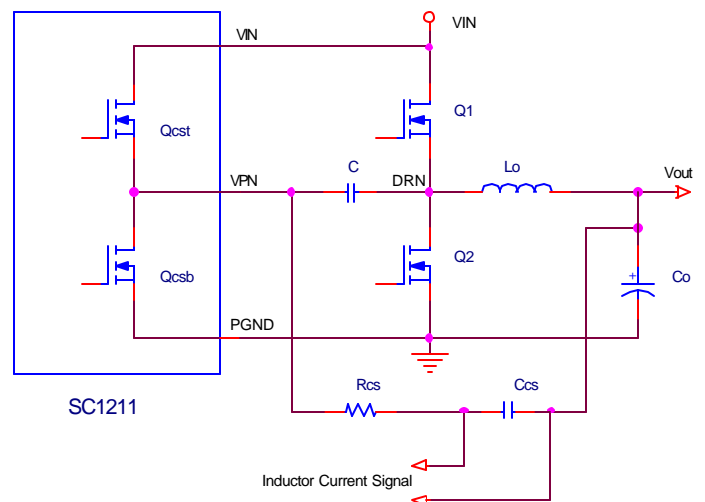 VIN
VIN
Qcst
Q1
VPN
C
DRN
Lo
Vout
Qcsb
Q2
+
Co
PGND
Rcs
Ccs
SC1211
Inductor Current Signal